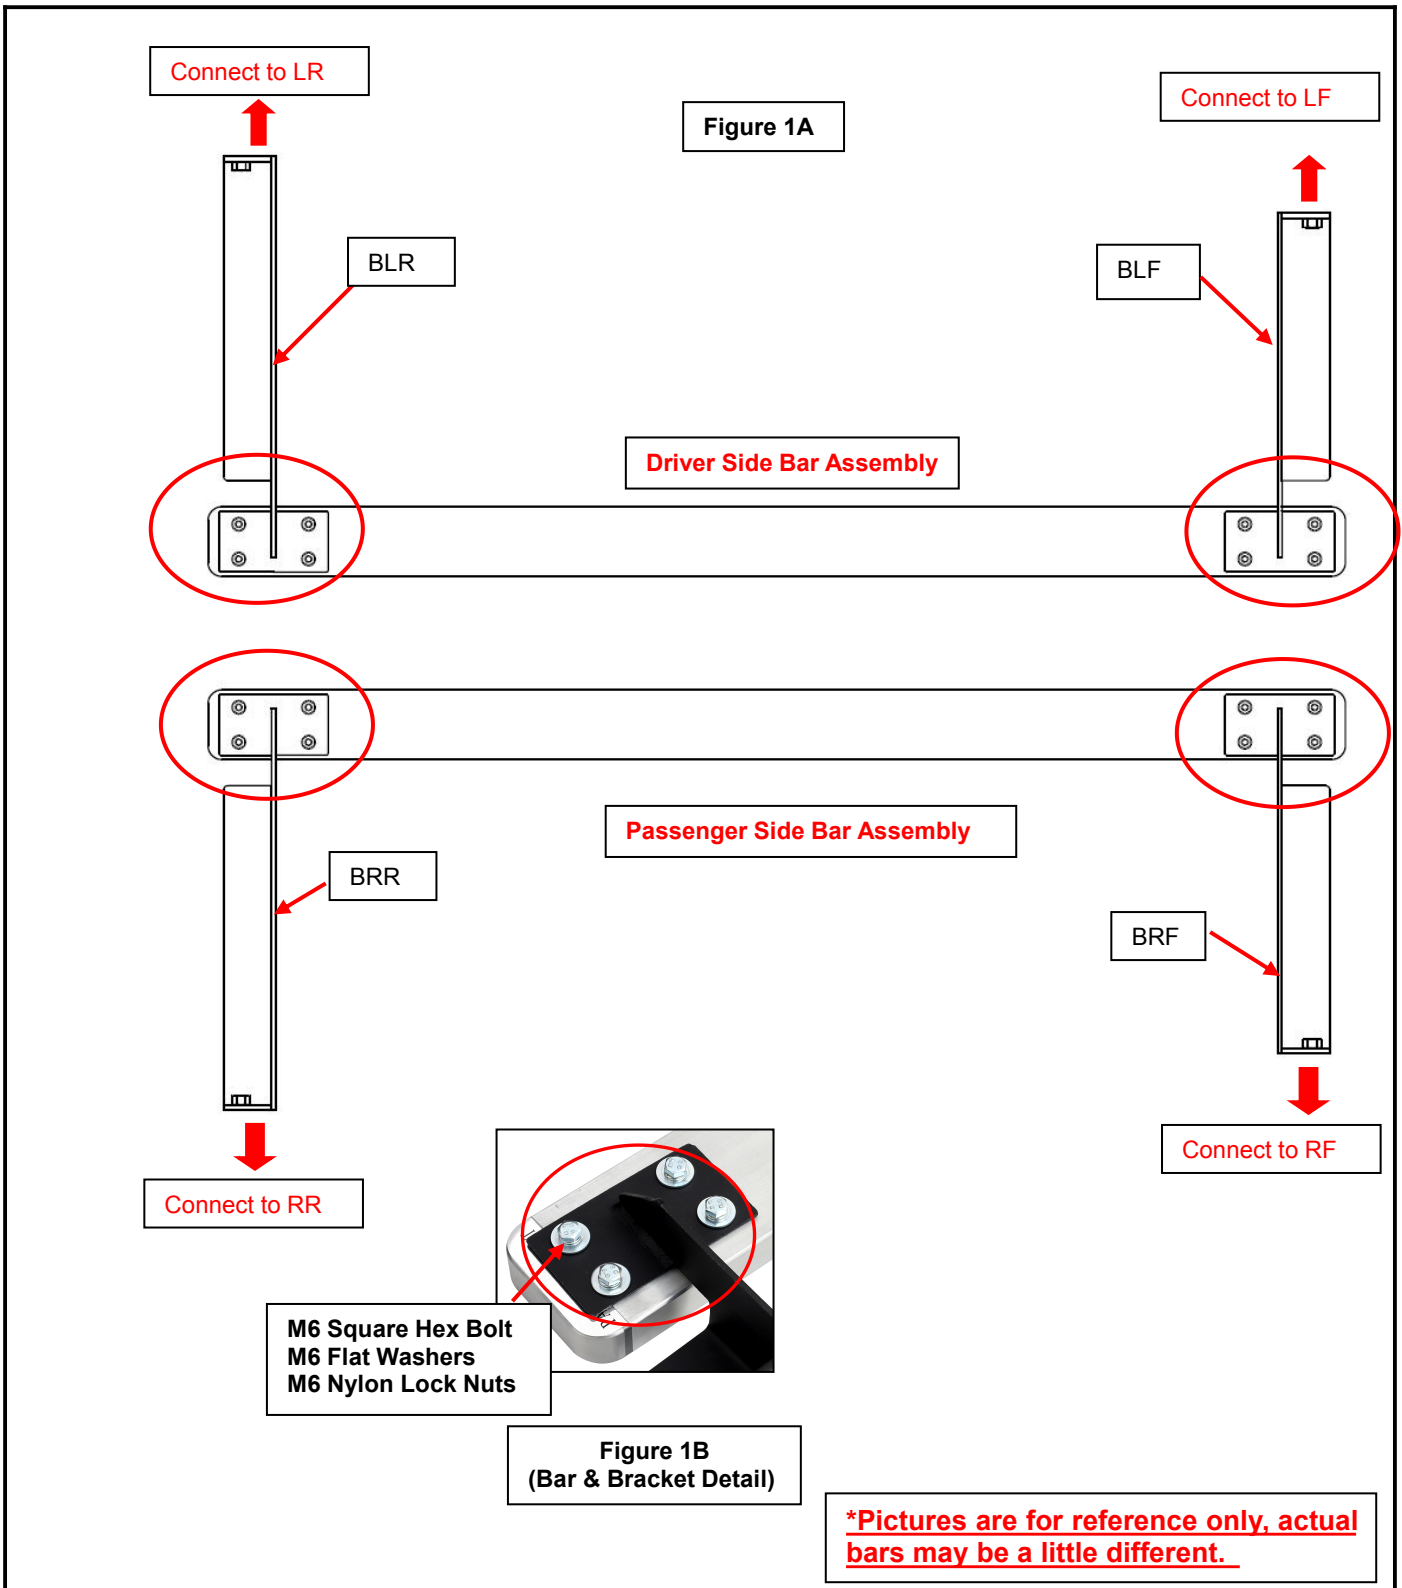 Connect to LR
Connect to LF
Figure 1A
BLR
BLF
Driver Side Bar Assembly
Passenger Side Bar Assembly
BRR
BRF
Connect to RF
Connect to RR
M6 Square Hex Bolt
M6 Flat Washers
M6 Nylon Lock Nuts
Figure 1B
(Bar & Bracket Detail)
*Pictures are for reference only, actual
bars may be a little different.